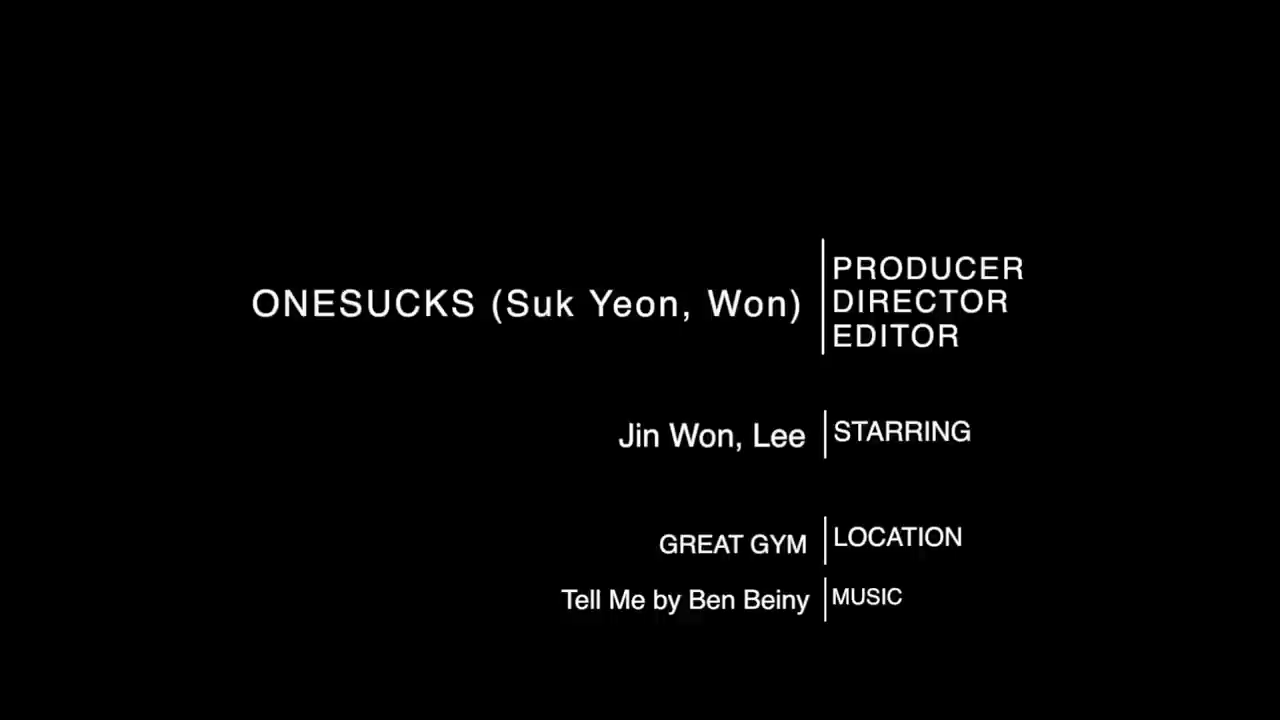 ONESUCKS (Suk Yeon, Won)
PRODUCER
DIRECTOR
EDITOR
Jin Won, Lee STARRING
GREAT GYM LOCATION
Tell Me by Ben Beiny MUSIC